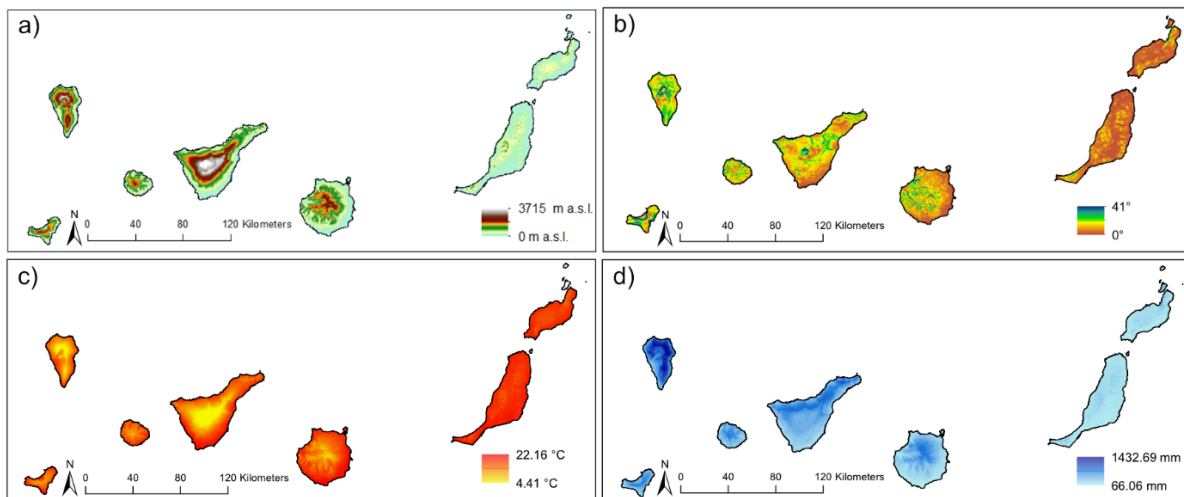 a)
3715 m a.s.l.
0 m a.s.l.
N
0 40 80 120 Kilometers
b)
41°
0°
N
0 40 80 120 Kilometers
c)
22.16 °C
4.41 °C
N
0 40 80 120 Kilometers
d)
1432.69 mm
66.06 mm
N
0 40 80 120 Kilometers